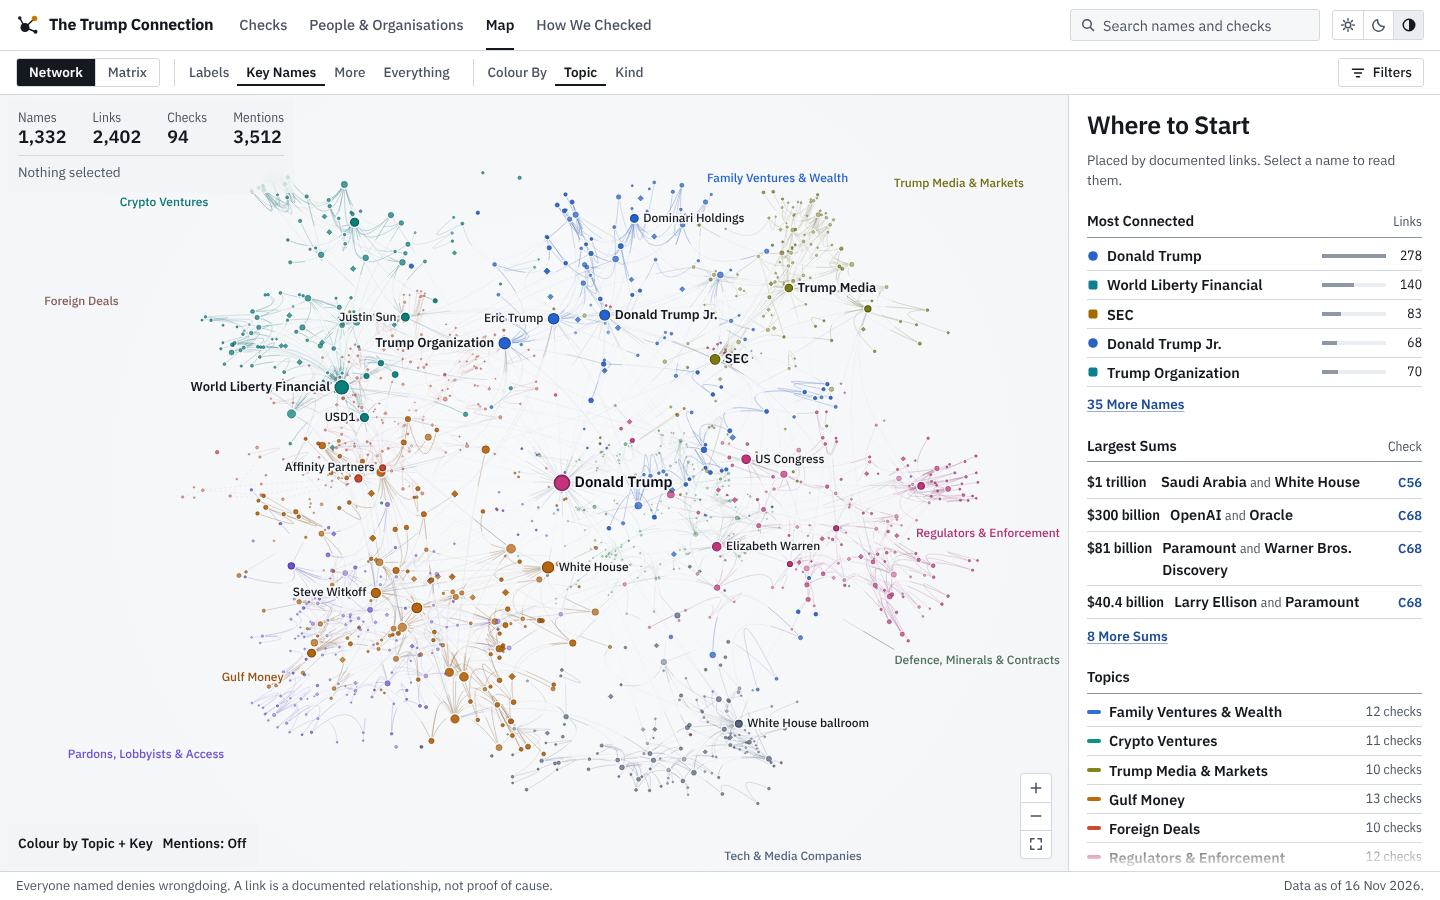 The Trump Connection
Checks People & Organisations Map How We Checked
Search names and checks
Network Matrix Labels Key Names More Everything Colour By Topic Kind
Filters
Names Links Checks Mentions
1,332 2,402 94 3,512
Nothing selected
Crypto Ventures
Family Ventures & Wealth
Trump Media & Markets
Dominari Holdings
Foreign Deals
Trump Media
Justin Sun
Eric Trump
Donald Trump Jr.
Trump Organization
SEC
World Liberty Financial
USD1
Affinity Partners
US Congress
Donald Trump
Regulators & Enforcement
Elizabeth Warren
White House
Steve Witkoff
Defence, Minerals & Contracts
Gulf Money
White House ballroom
Pardons, Lobbyists & Access
Colour by Topic + Key Mentions: Off
Tech & Media Companies
Where to Start
Placed by documented links. Select a name to read
them.
Most Connected Links
Donald Trump 278
World Liberty Financial 140
SEC 83
Donald Trump Jr. 68
Trump Organization 70
35 More Names
Largest Sums Check
$1 trillion Saudi Arabia and White House C56
$300 billion OpenAI and Oracle C68
$81 billion Paramount and Warner Bros. C68
Discovery
$40.4 billion Larry Ellison and Paramount C68
8 More Sums
Topics
Family Ventures & Wealth 12 checks
Crypto Ventures 11 checks
Trump Media & Markets 10 checks
Gulf Money 13 checks
Foreign Deals 10 checks
Regulators & Enforcement 12 checks
Everyone named denies wrongdoing. A link is a documented relationship, not proof of cause.
Data as of 16 Nov 2026.